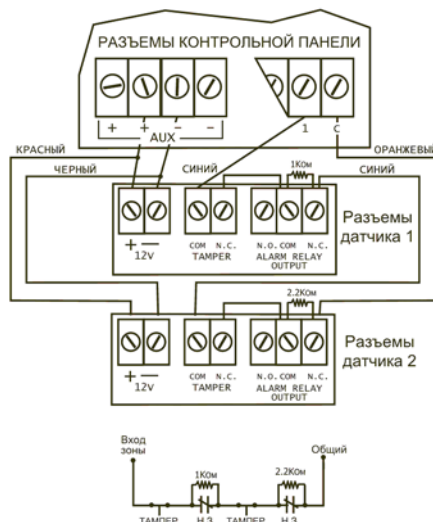 РАЗЪЕМЫ КОНТРОЛЬНОЙ ПАНЕЛИ
+ + − −
AUX
1 C
КРАСНЫЙ
ОРАНЖЕВЫЙ
ЧЕРНЫЙ
СИНИЙ
1Ком
СИНИЙ
+ − COM N.C. N.O. COM N.C.
12V TAMPER ALARM RELAY
OUTPUT
Разъемы
датчика 1
2.2Ком
+ − COM N.C. N.O. COM N.C.
12V TAMPER ALARM RELAY
OUTPUT
Разъемы
датчика 2
Вход
зоны
Общий
1Ком
2.2Ком
ТАМПЕР Н.З. ТАМПЕР Н.З.